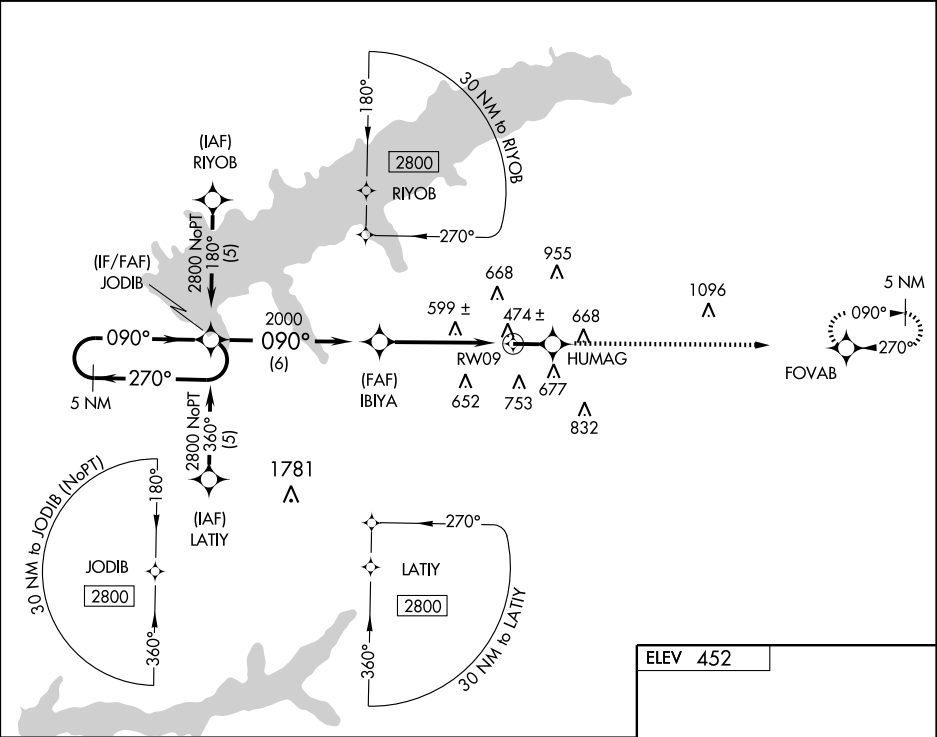 (IAF)
RIYOB
180°
30 NM to RIYOB
2800
RIYOB
270°
2800 NoPT
180°
(5)
(IF/FAF)
JODIB
090°
270°
5 NM
2000
090°
(6)
(FAF)
IBIYA
599 ±
668
955
474 ±
668
RW09
HUMAG
652
753
677
832
1096
5 NM
090°
270°
FOVAB
2800 NoPT
360°
(5)
(IAF)
LATIY
1781
30 NM to JODIB (NoPT)
180°
JODIB
2800
360°
270°
LATIY
2800
360°
30 NM to LATIY
ELEV 452